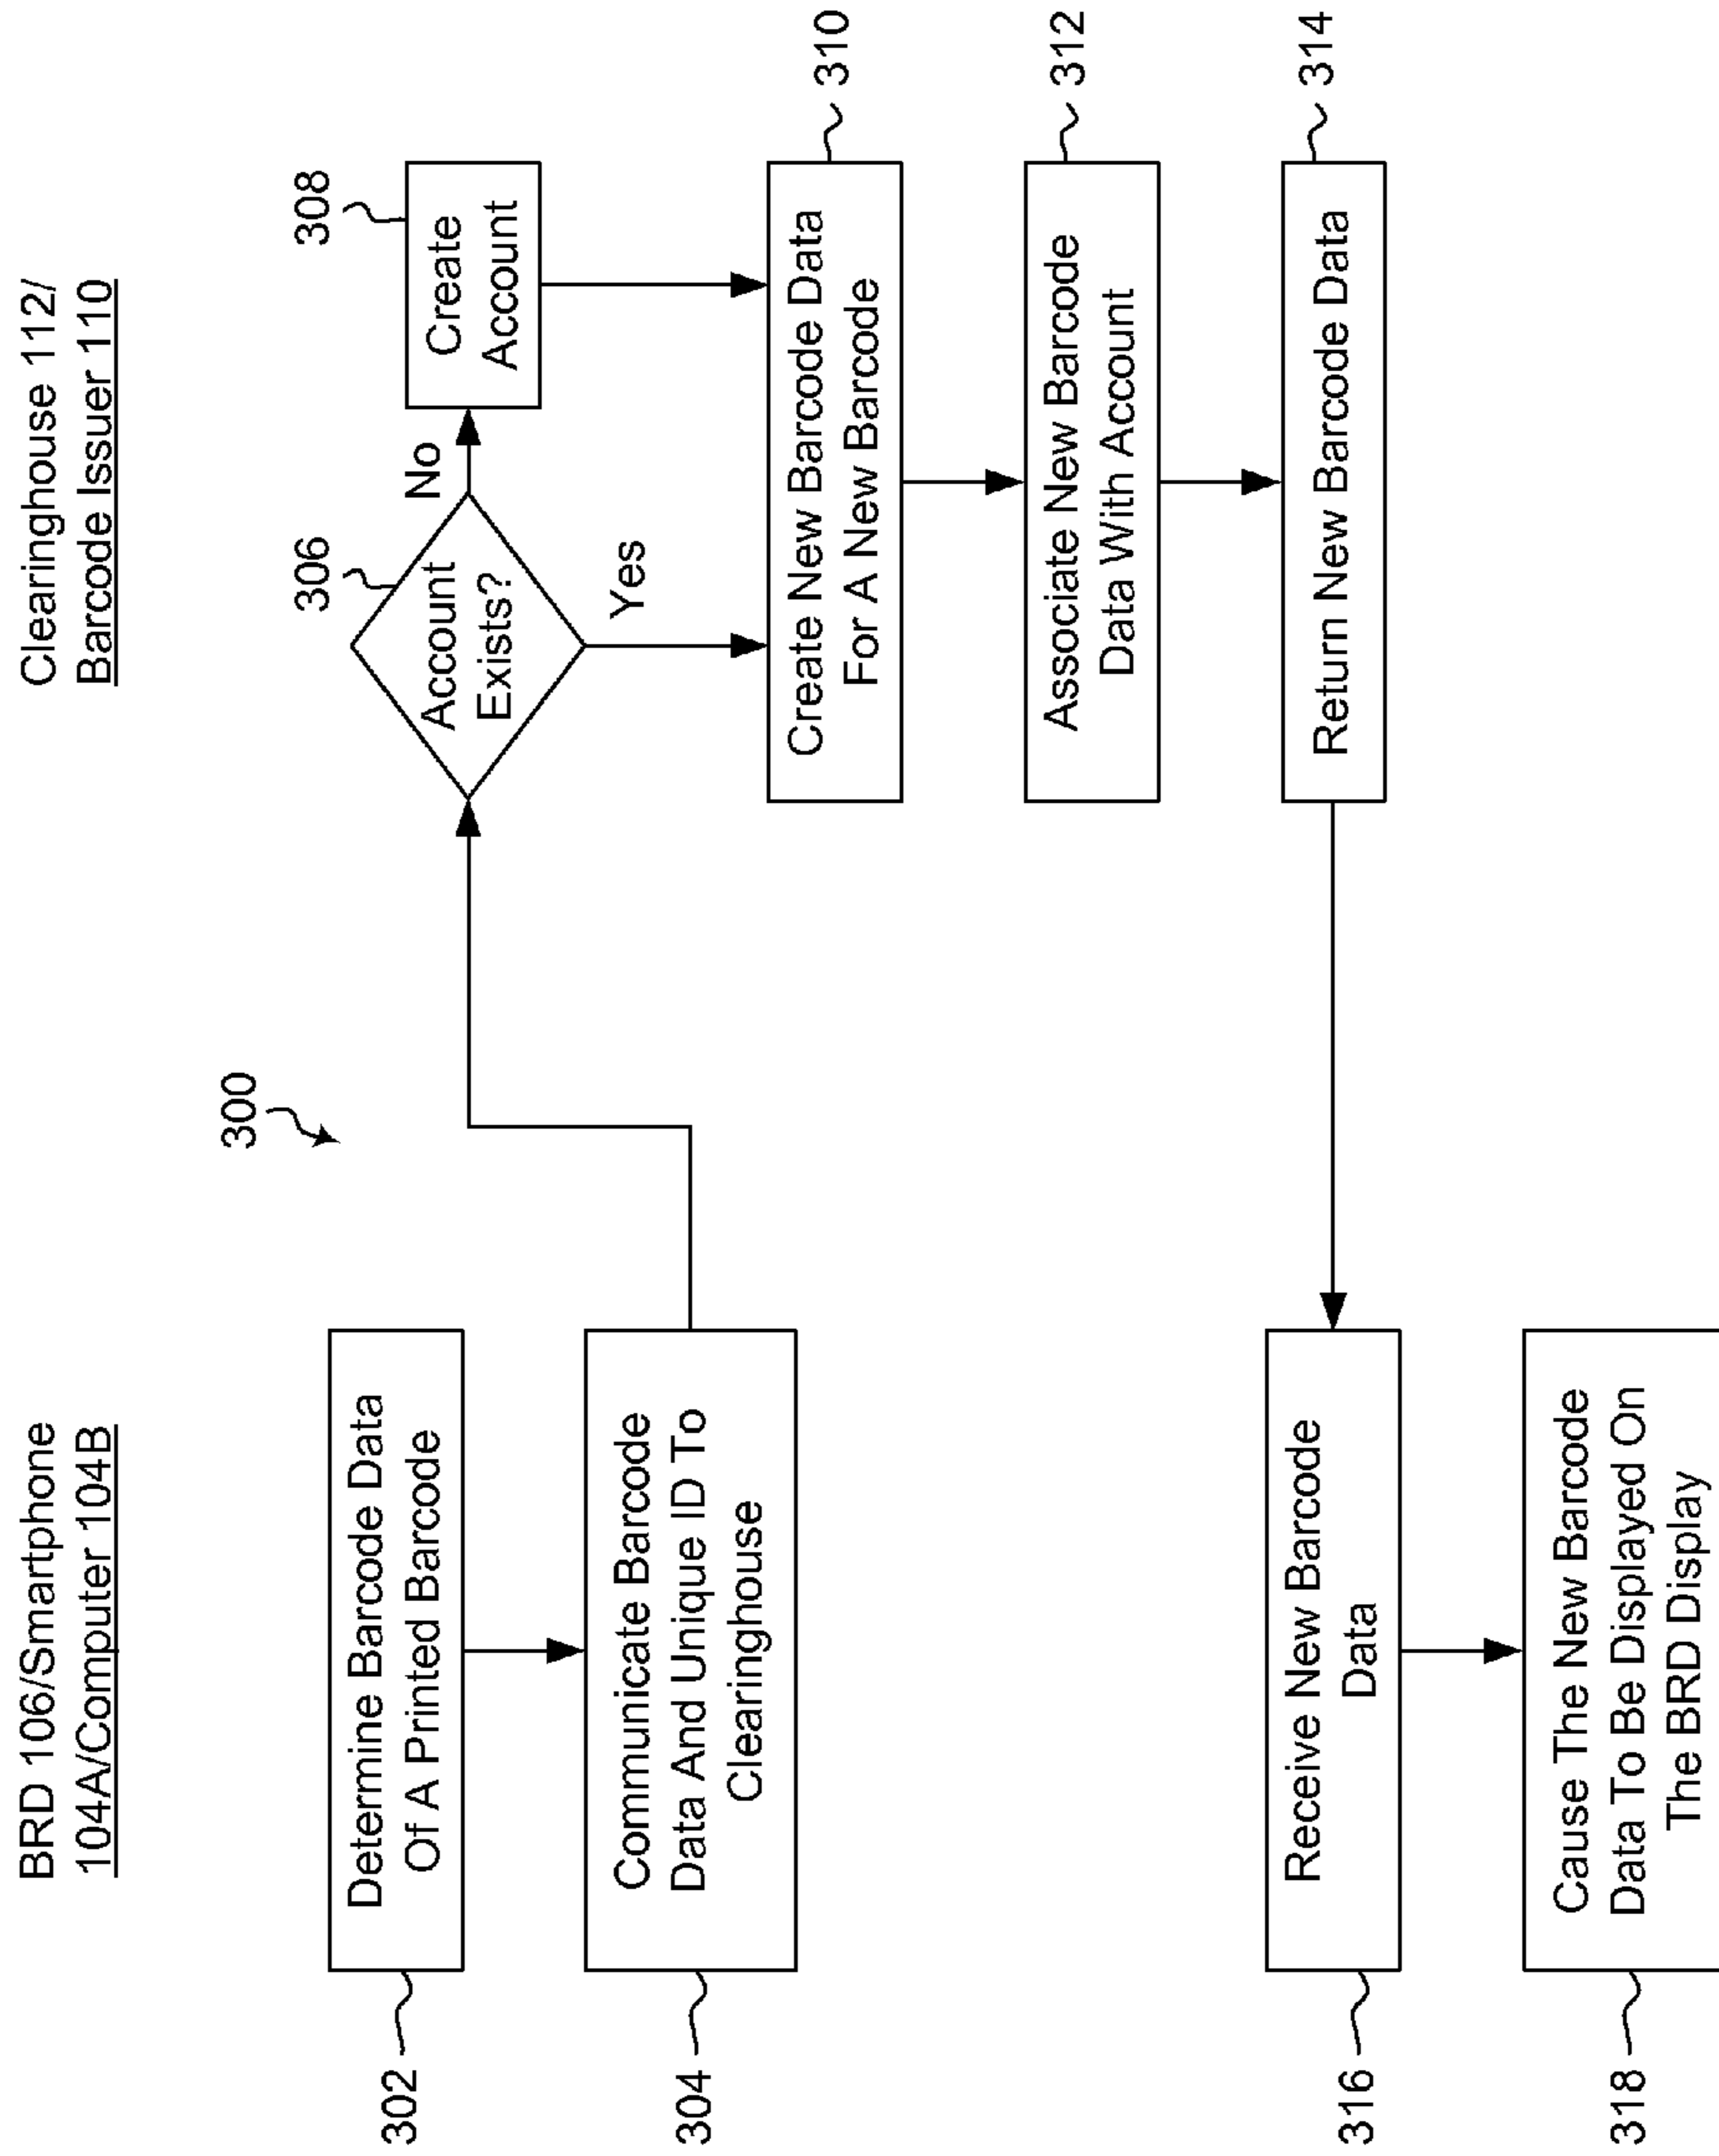 BRD 106/Smartphone
104A/Computer 104B
Clearinghouse 112/
Barcode Issuer 110
300
302
Determine Barcode Data
Of A Printed Barcode
304
Communicate Barcode
Data And Unique ID To
Clearinghouse
306
Account
Exists?
No
Yes
308
Create
Account
310
Create New Barcode Data
For A New Barcode
312
Associate New Barcode
Data With Account
314
Return New Barcode Data
316
Receive New Barcode
Data
318
Cause The New Barcode
Data To Be Displayed On
The BRD Display